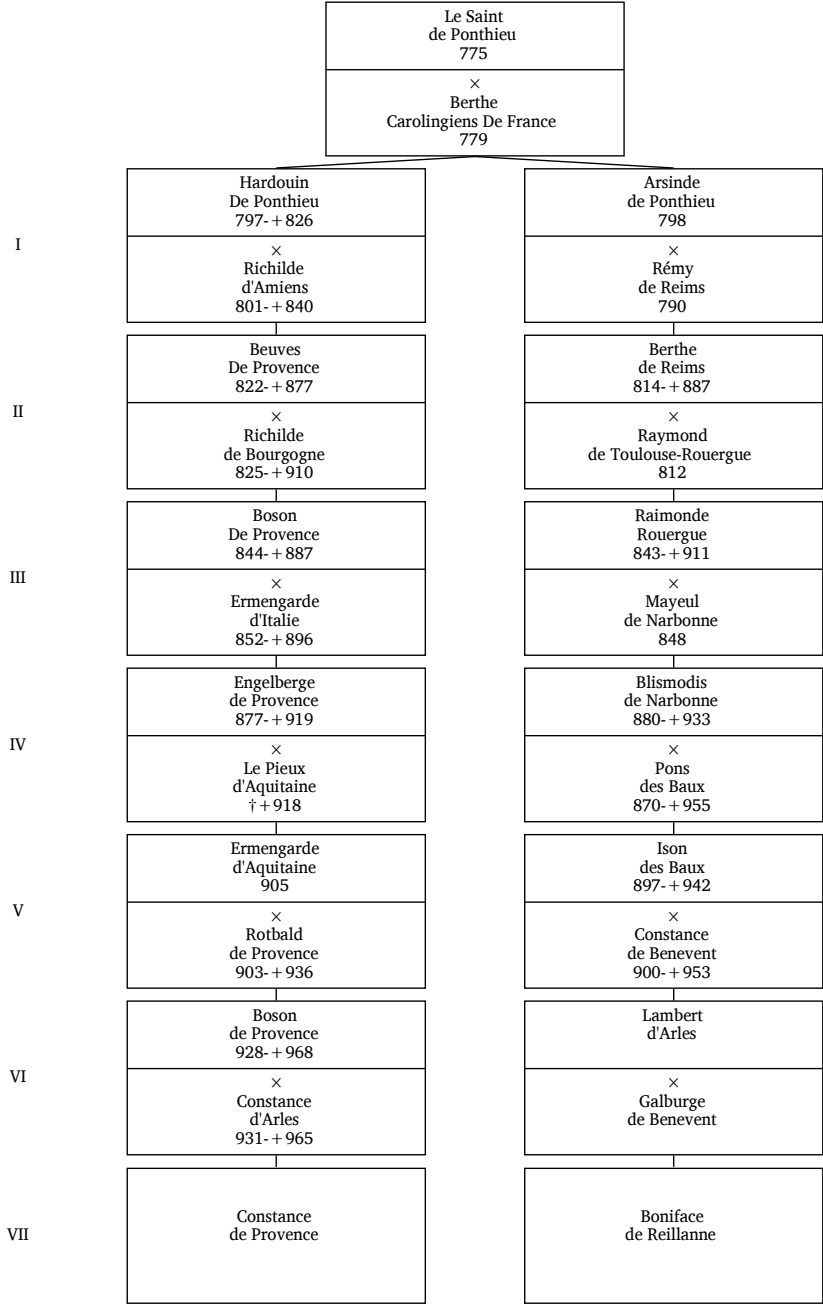 Le Saint
de Ponthieu
775
×
Berthe
Carolingiens De France
779
I
Hardouin
De Ponthieu
797-+826
×
Richilde
d'Amiens
801-+840
Arsinde
de Ponthieu
798
×
Rémy
de Reims
790
II
Beuves
De Provence
822-+877
×
Richilde
de Bourgogne
825-+910
Berthe
de Reims
814-+887
×
Raymond
de Toulouse-Rouergue
812
III
Boson
De Provence
844-+887
×
Ermengarde
d'Italie
852-+896
Raimonde
Rouergue
843-+911
×
Mayeul
de Narbonne
848
IV
Engelberge
de Provence
877-+919
×
Le Pieux
d'Aquitaine
†+918
Blismodis
de Narbonne
880-+933
×
Pons
des Baux
870-+955
V
Ermengarde
d'Aquitaine
905
×
Rotbald
de Provence
903-+936
Ison
des Baux
897-+942
×
Constance
de Benevent
900-+953
VI
Boson
de Provence
928-+968
×
Constance
d'Arles
931-+965
Lambert
d'Arles
×
Galburge
de Benevent
VII
Constance
de Provence
Boniface
de Reillanne